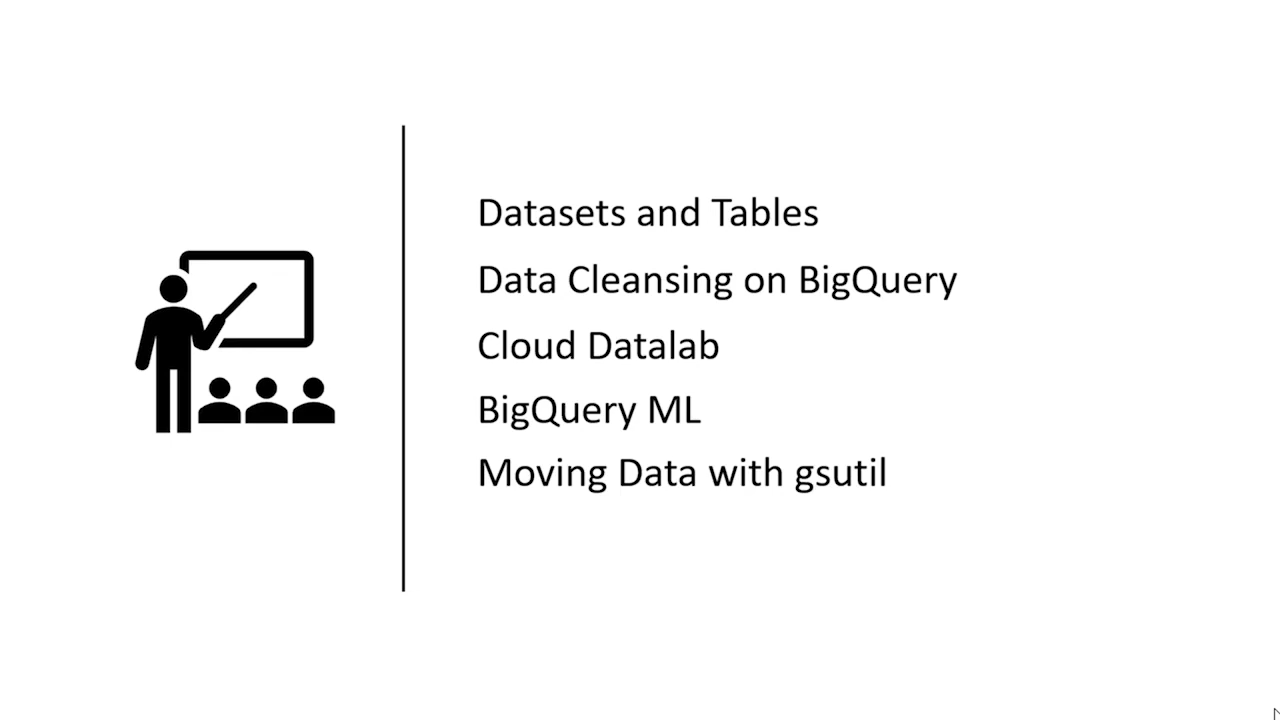 Datasets and Tables
Data Cleansing on BigQuery
Cloud Datalab
BigQuery ML
Moving Data with gsutil